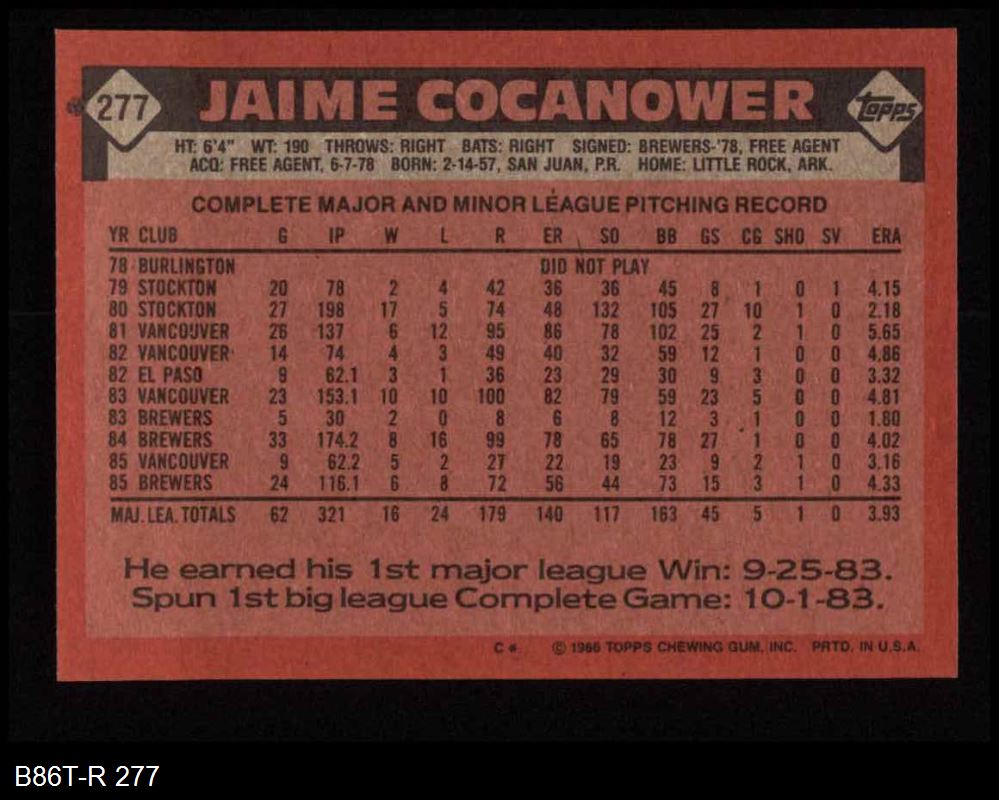 277 JAIME COCANOWER topps
HT: 6'4" WT: 190 THROWS: RIGHT BATS: RIGHT SIGNED: BREWERS-'78, FREE AGENT
ACQ: FREE AGENT, 6-7-78 BORN: 2-14-57, SAN JUAN, P.R. HOME: LITTLE ROCK, ARK.
COMPLETE MAJOR AND MINOR LEAGUE PITCHING RECORD
YR CLUB G IP W L R ER SO BB GS CG SHO SV ERA
78 BURLINGTON DID NOT PLAY
79 STOCKTON 20 78 2 4 42 36 36 45 8 1 0 1 4.15
80 STOCKTON 27 198 17 5 74 48 132 105 27 10 1 0 2.18
81 VANCOUVER 26 137 6 12 95 86 78 102 25 2 1 0 5.65
82 VANCOUVER 14 74 4 3 49 40 32 59 12 1 0 0 4.86
82 EL PASO 9 62.1 3 1 36 23 29 30 9 3 0 0 3.32
83 VANCOUVER 23 153.1 10 10 100 82 79 59 23 5 0 0 4.81
83 BREWERS 5 30 2 0 8 6 8 12 3 1 0 0 1.80
84 BREWERS 33 174.2 8 16 99 78 65 78 27 1 0 0 4.02
85 VANCOUVER 9 62.2 5 2 27 22 19 23 9 2 1 0 3.16
85 BREWERS 24 116.1 6 8 72 56 44 73 15 3 1 0 4.33
MAJ. LEA. TOTALS 62 321 16 24 179 140 117 163 45 5 1 0 3.93
He earned his 1st major league Win: 9-25-83.
Spun 1st big league Complete Game: 10-1-83.
C * © 1986 TOPPS CHEWING GUM, INC. PRTD. IN U.S.A.
B86T-R 277